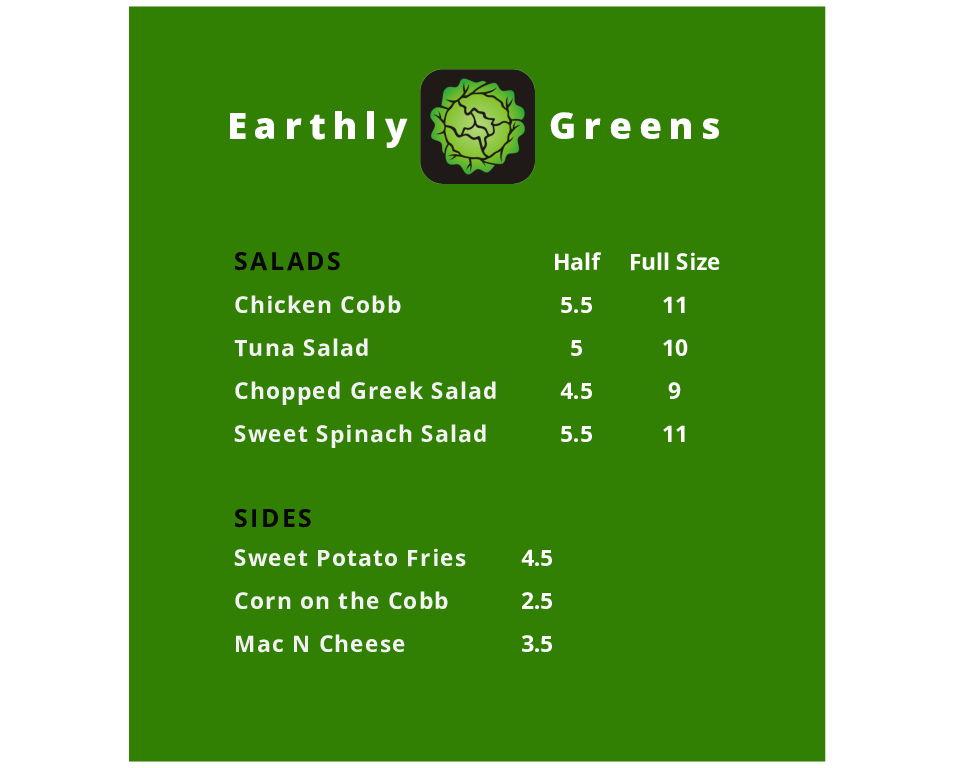 Earthly Greens
SALADS Half Full Size
Chicken Cobb 5.5 11
Tuna Salad 5 10
Chopped Greek Salad 4.5 9
Sweet Spinach Salad 5.5 11
SIDES
Sweet Potato Fries 4.5
Corn on the Cobb 2.5
Mac N Cheese 3.5